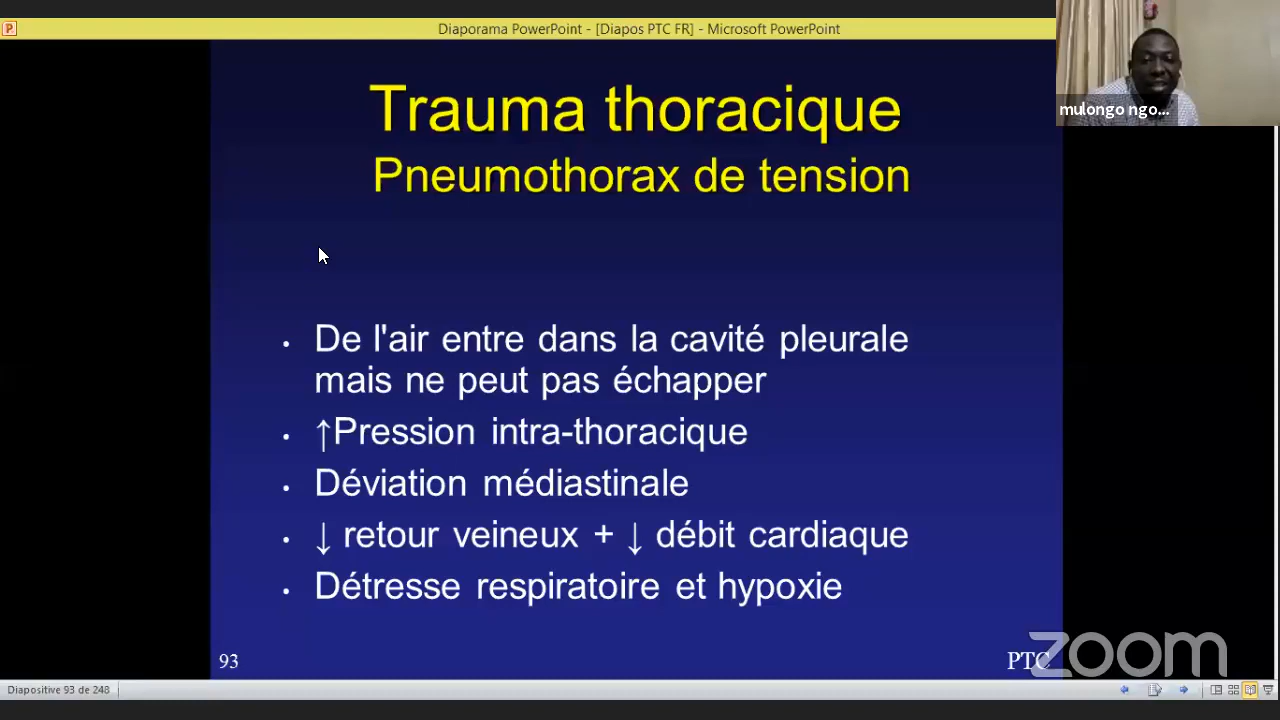 Diaporama PowerPoint - [Diapos PTC FR] - Microsoft PowerPoint
mulongo ngo...
Trauma thoracique
Pneumothorax de tension
• De l'air entre dans la cavité pleurale
mais ne peut pas échapper
• ↑Pression intra-thoracique
• Déviation médiastinale
• ↓ retour veineux + ↓ débit cardiaque
• Détresse respiratoire et hypoxie
93
PTC
zoom
Diapositive 93 de 248